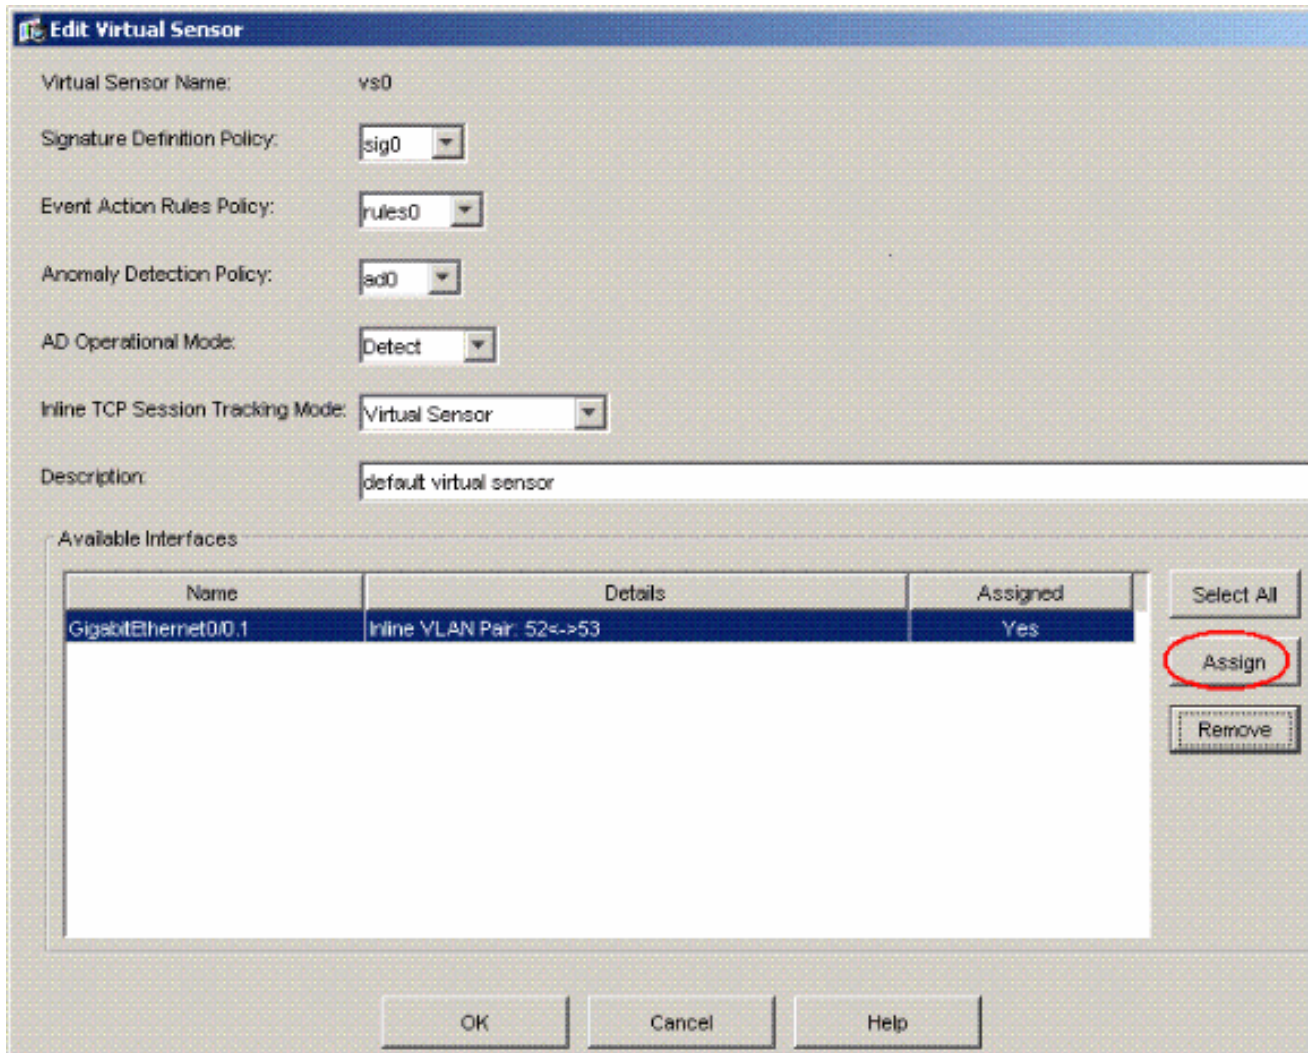 Edit Virtual Sensor
Virtual Sensor Name: vs0
Signature Definition Policy: sig0
Event Action Rules Policy: rules0
Anomaly Detection Policy: ad0
AD Operational Mode: Detect
Inline TCP Session Tracking Mode: Virtual Sensor
Description: default virtual sensor
Available Interfaces
Name Details Assigned
GigabitEthernet0/0.1 Inline VLAN Pair: 52<->53 Yes
Select All
Assign
Remove
OK Cancel Help